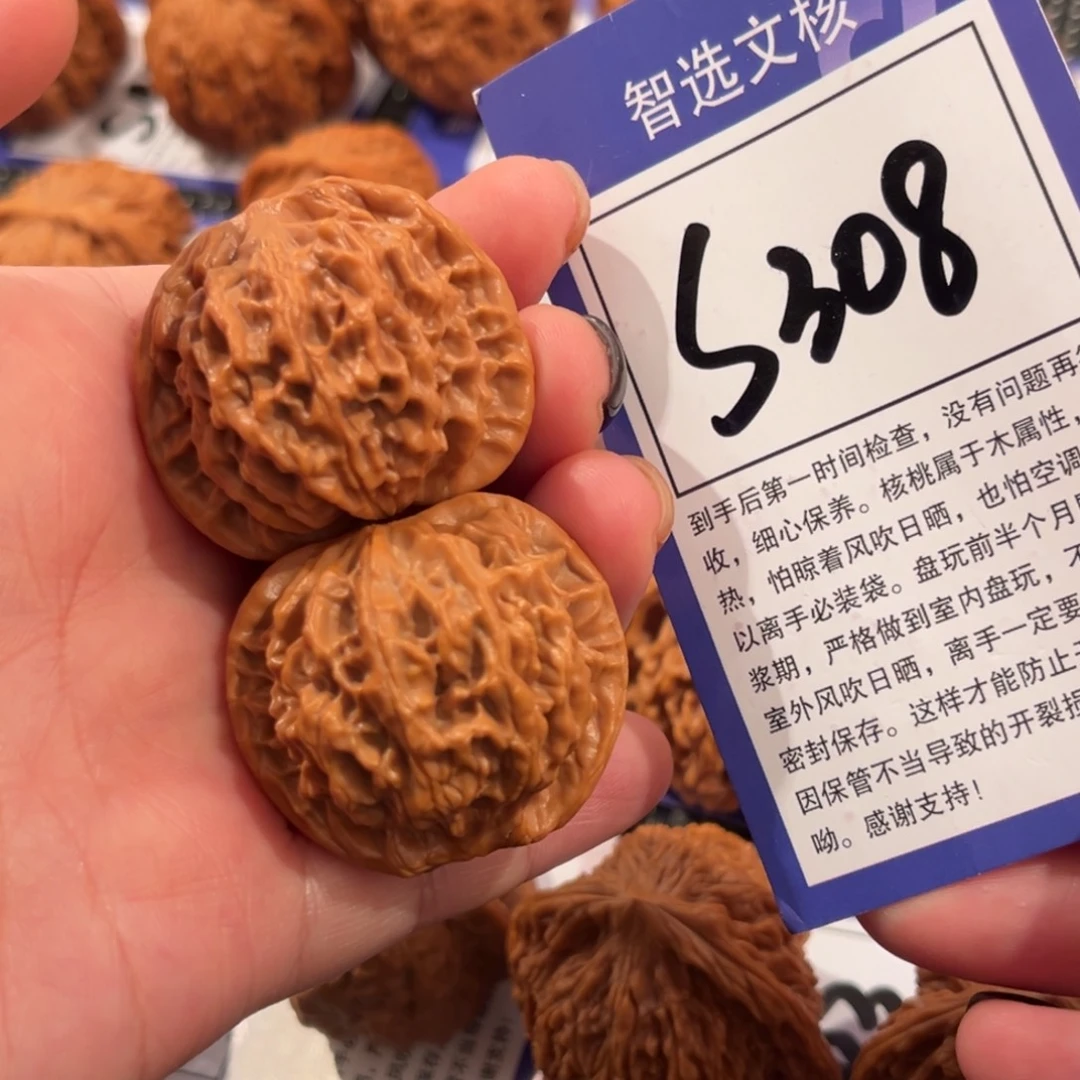 智选文核
S308
到手后第一时间检查，没有问题再
收，细心保养。核桃属于木属性，
热，怕晾着风吹日晒，也怕空调
以离手必装袋。盘玩前半个月
浆期，严格做到室内盘玩，不
室外风吹日晒，离手一定要
密封保存。这样才能防止
因保管不当导致的开裂损
呦。感谢支持！